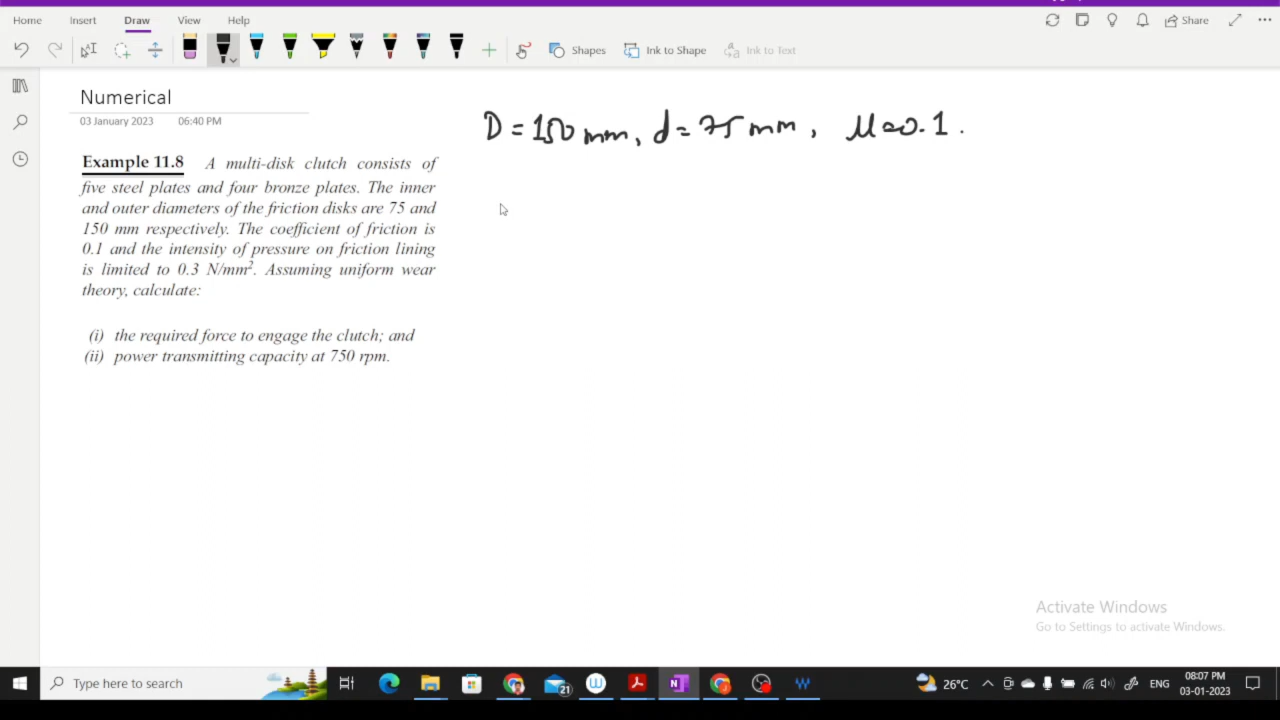 Home Insert Draw View Help
Share
Shapes Ink to Shape Ink to Text
Numerical
03 January 2023 06:40 PM
Example 11.8 A multi-disk clutch consists of
five steel plates and four bronze plates. The inner
and outer diameters of the friction disks are 75 and
150 mm respectively. The coefficient of friction is
0.1 and the intensity of pressure on friction lining
is limited to 0.3 N/mm². Assuming uniform wear
theory, calculate:
(i) the required force to engage the clutch; and
(ii) power transmitting capacity at 750 rpm.
D = 150 mm, d = 75 mm, μ = 0.1.
Activate Windows
Go to Settings to activate Windows.
Type here to search
21
26°C
ENG
08:07 PM
03-01-2023